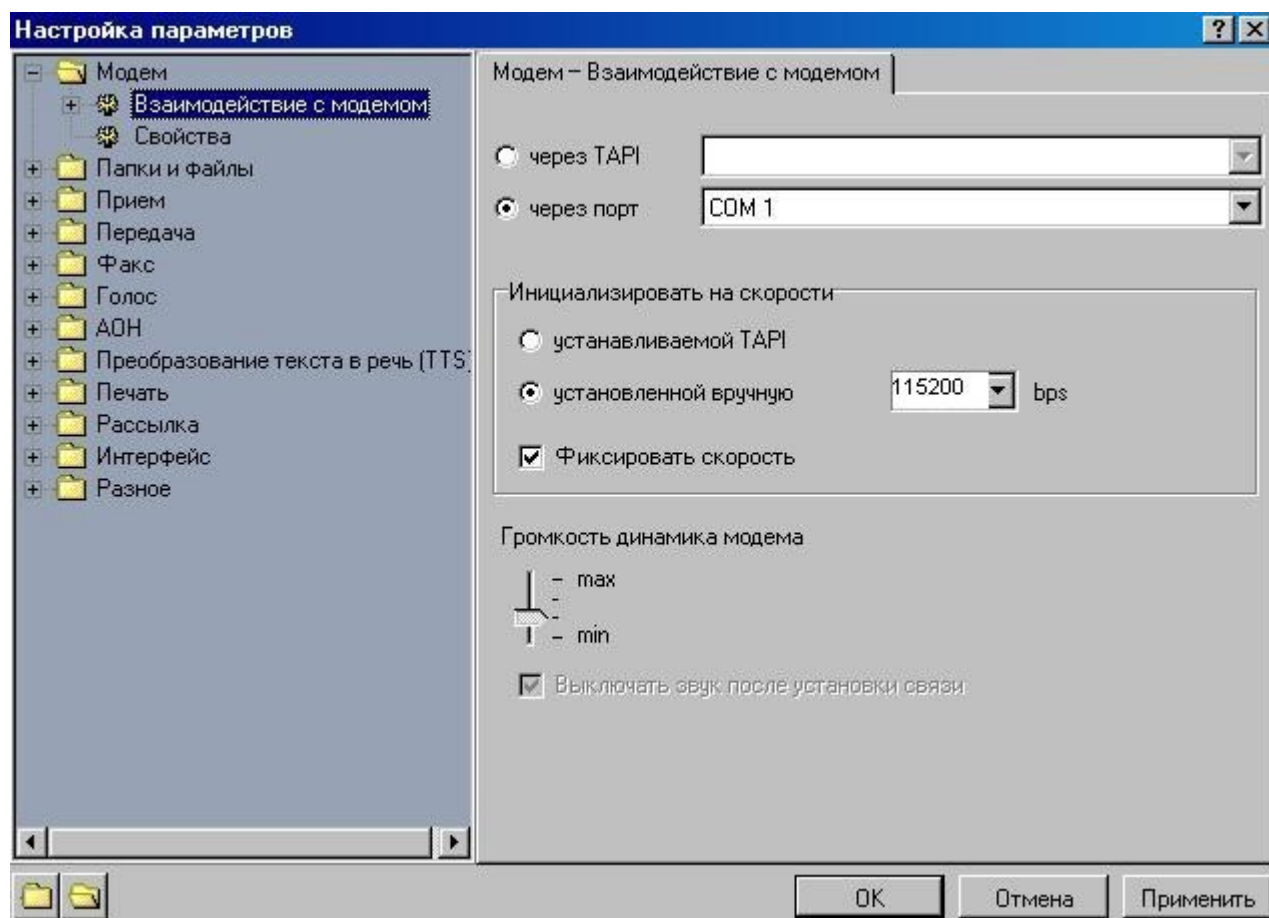 Настройка параметров
Модем
Взаимодействие с модемом
Свойства
Папки и файлы
Прием
Передача
Факс
Голос
АОН
Преобразование текста в речь (TTS)
Печать
Рассылка
Интерфейс
Разное
Модем – Взаимодействие с модемом
через TAPI
через порт
COM 1
Инициализировать на скорости
устанавливаемой TAPI
установленной вручную
115200
bps
Фиксировать скорость
Громкость динамика модема
max
min
Выключать звук после установки связи
OK
Отмена
Применить